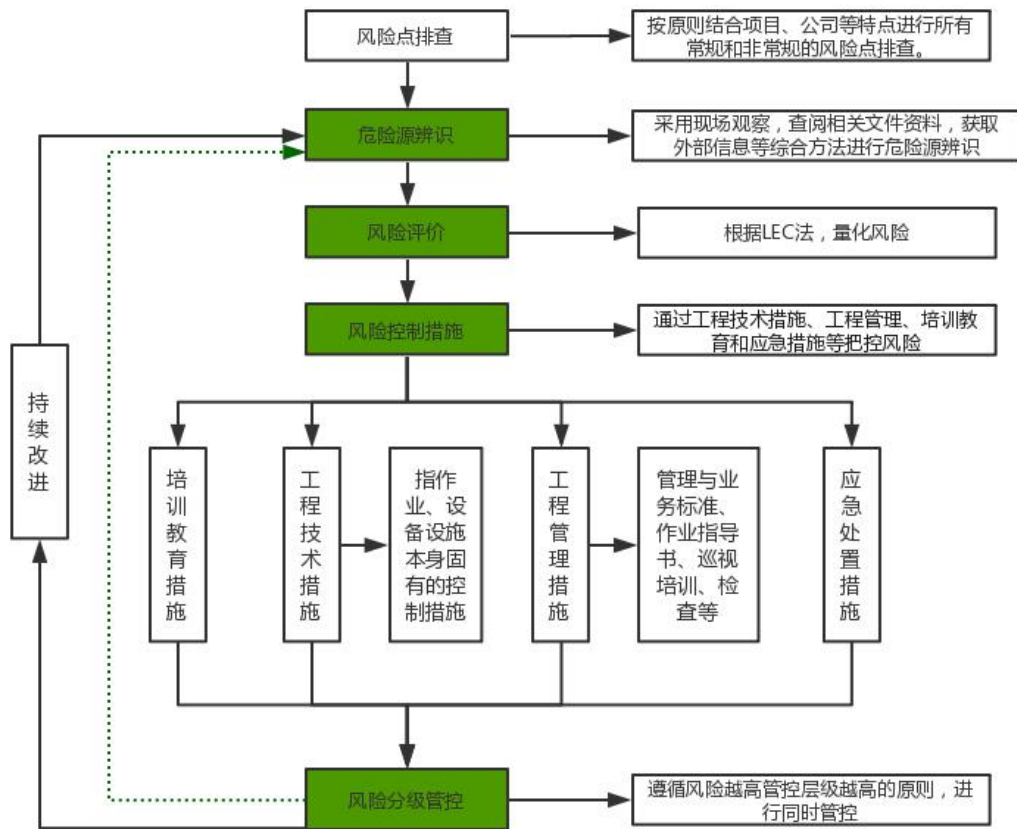 风险点排查
按原则结合项目、公司等特点进行所有
常规和非常规的风险点排查。
危险源辨识
采用现场观察，查阅相关文件资料，获取
外部信息等综合方法进行危险源辨识
风险评价
根据LEC法，量化风险
风险控制措施
通过工程技术措施、工程管理、培训教
育和应急措施等把控风险
持续改进
培训教育措施
工程技术措施
指作
业、设
备设施
本身固
有的控
制措施
工程管理措施
管理与业
务标准、
作业指导
书、巡视
培训、检
查等
应急处置措施
风险分级管控
遵循风险越高管控层级越高的原则，进
行同时管控